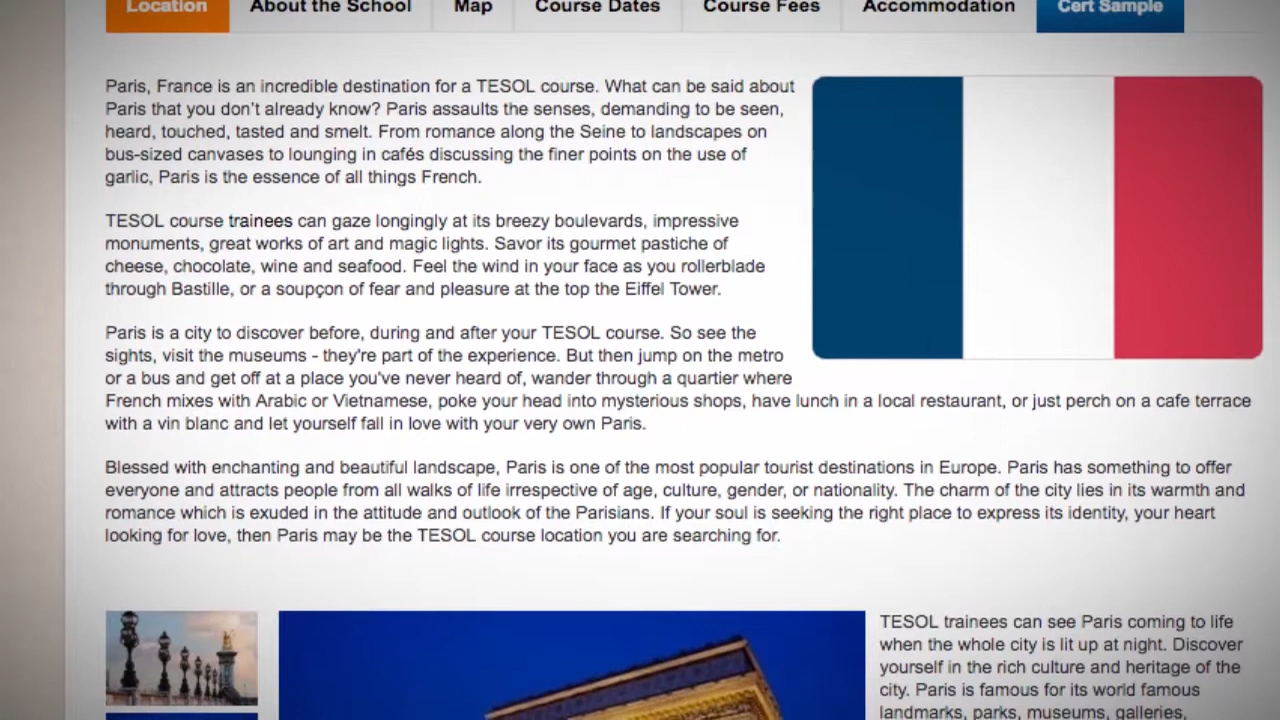 Location
About the School
Map
Course Dates
Course Fees
Accommodation
Cert Sample
Paris, France is an incredible destination for a TESOL course. What can be said about
Paris that you don't already know? Paris assaults the senses, demanding to be seen,
heard, touched, tasted and smelt. From romance along the Seine to landscapes on
bus-sized canvases to lounging in cafés discussing the finer points on the use of
garlic, Paris is the essence of all things French.
TESOL course trainees can gaze longingly at its breezy boulevards, impressive
monuments, great works of art and magic lights. Savor its gourmet pastiche of
cheese, chocolate, wine and seafood. Feel the wind in your face as you rollerblade
through Bastille, or a soupçon of fear and pleasure at the top the Eiffel Tower.
Paris is a city to discover before, during and after your TESOL course. So see the
sights, visit the museums - they're part of the experience. But then jump on the metro
or a bus and get off at a place you've never heard of, wander through a quartier where
French mixes with Arabic or Vietnamese, poke your head into mysterious shops, have lunch in a local restaurant, or just perch on a cafe terrace
with a vin blanc and let yourself fall in love with your very own Paris.
Blessed with enchanting and beautiful landscape, Paris is one of the most popular tourist destinations in Europe. Paris has something to offer
everyone and attracts people from all walks of life irrespective of age, culture, gender, or nationality. The charm of the city lies in its warmth and
romance which is exuded in the attitude and outlook of the Parisians. If your soul is seeking the right place to express its identity, your heart
looking for love, then Paris may be the TESOL course location you are searching for.
TESOL trainees can see Paris coming to life
when the whole city is lit up at night. Discover
yourself in the rich culture and heritage of the
city. Paris is famous for its world famous
landmarks, parks, museums, galleries,